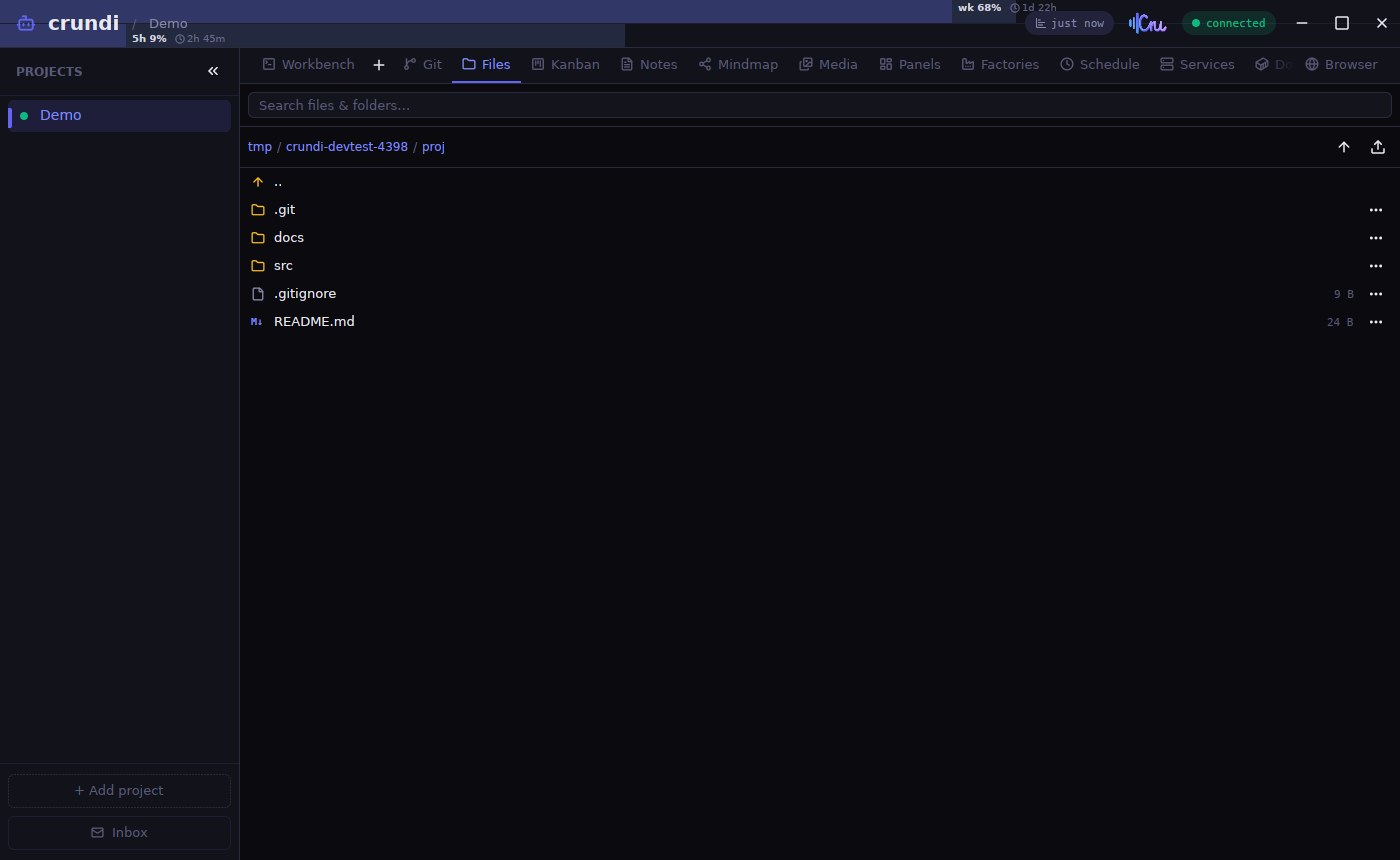 wk 68% 1d 22h
crundi / Demo
just now
connected
5h 9% 2h 45m
PROJECTS
Workbench + Git Files Kanban Notes Mindmap Media Panels Factories Schedule Services Do Browser
Search files & folders...
Demo
tmp / crundi-devtest-4398 / proj
..
.git
docs
src
.gitignore 9 B
M↓ README.md 24 B
+ Add project
Inbox